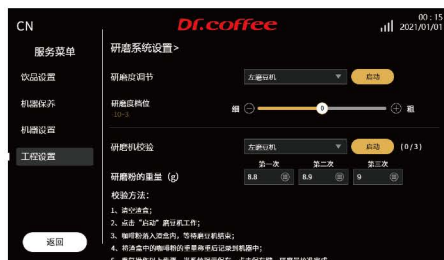 CN
Dr.coffee
00:15
2021/01/01
服务菜单
饮品设置
机器保养
机器设置
工程设置
返回
研磨系统设置>
研磨度调节
左磨豆机
启动
研磨度档位
-10~3
细
0
粗
研磨机校验
左磨豆机
启动
(0/3)
第一次
第二次
第三次
研磨粉的重量（g）
8.8
8.9
9
校验方法：
1、清空渣盒；
2、点击“启动”磨豆机工作；
3、咖啡粉落入渣盒内，等待磨豆机结束；
4、将渣盒中的咖啡粉的重量称重后记录到机器中；